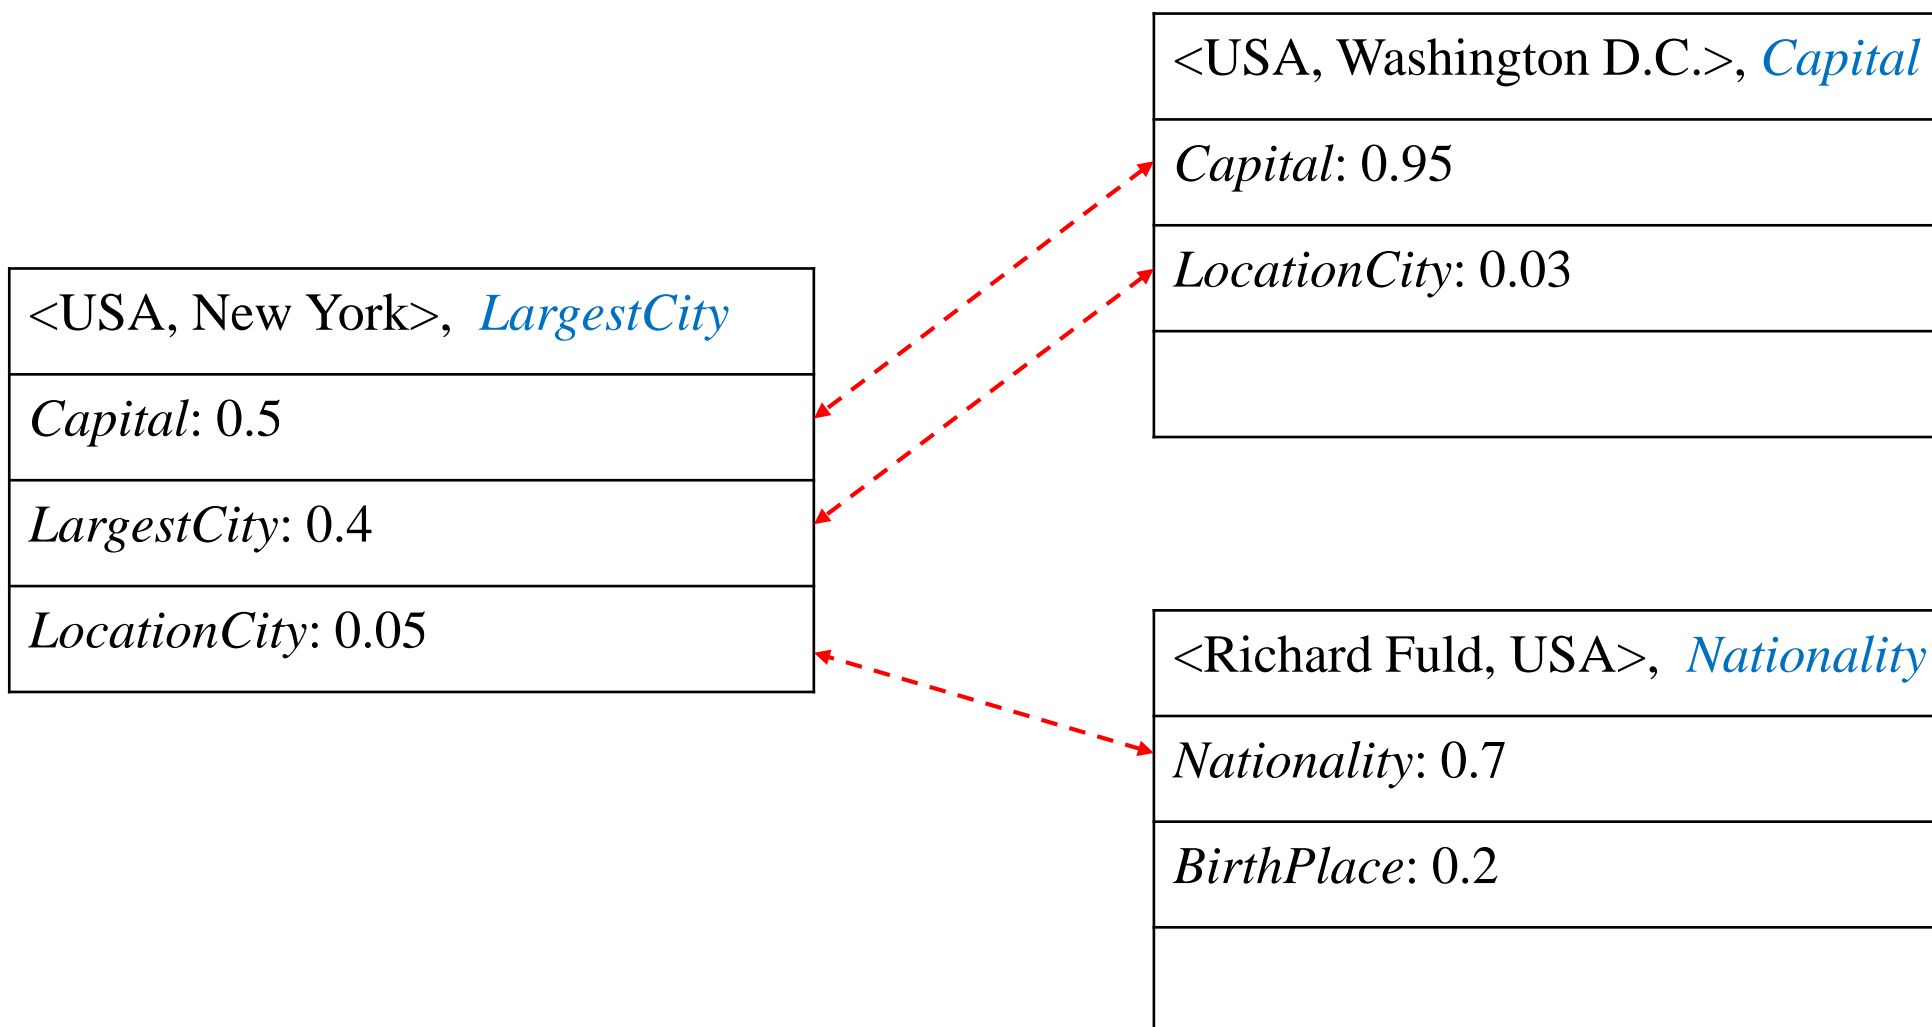 <USA, New York>, LargestCity
Capital: 0.5
LargestCity: 0.4
LocationCity: 0.05
<USA, Washington D.C.>, Capital
Capital: 0.95
LocationCity: 0.03
<Richard Fuld, USA>, Nationality
Nationality: 0.7
BirthPlace: 0.2